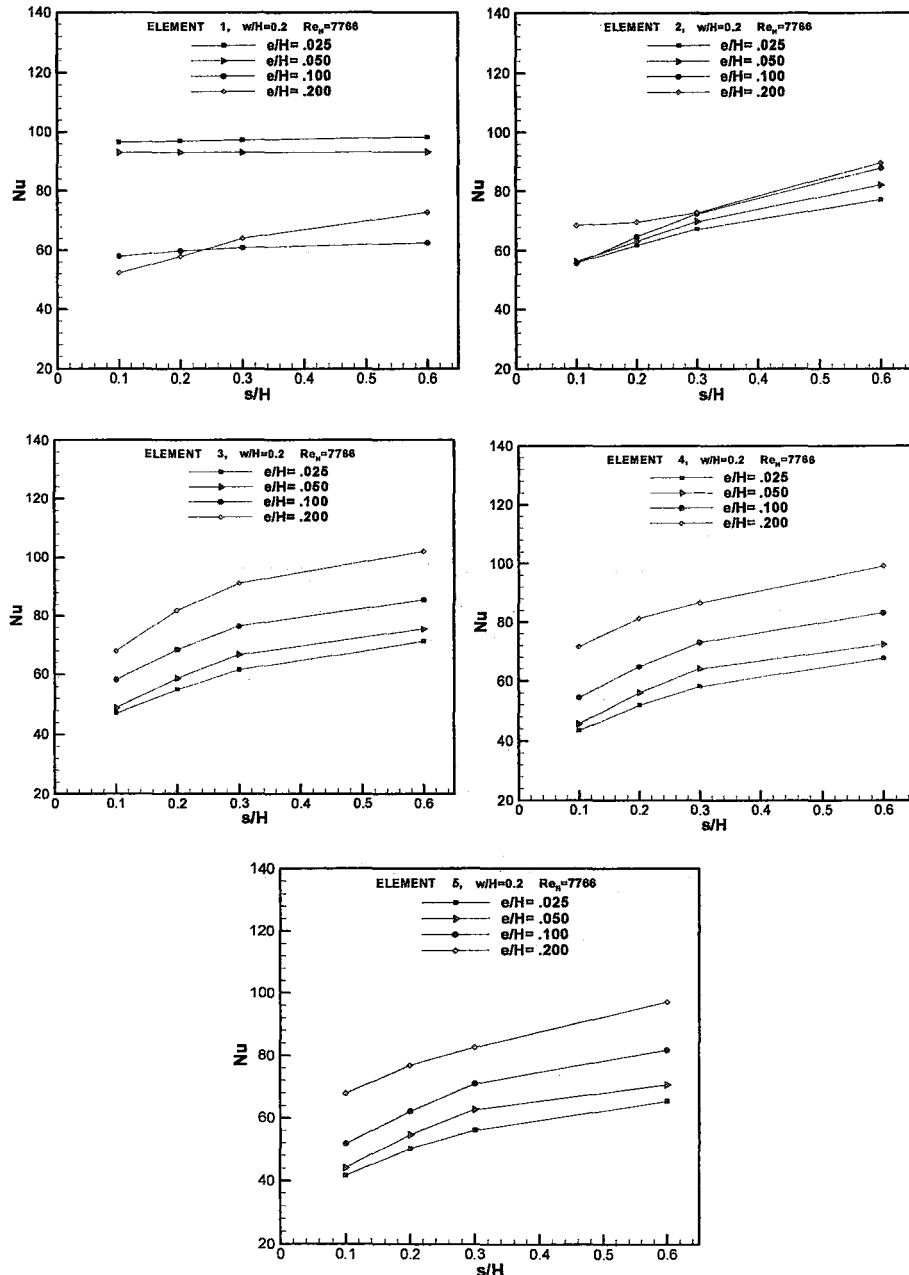 ELEMENT 1, w/H=0.2 Re_H=7766
e/H= .025
e/H= .050
e/H= .100
e/H= .200
140
120
100
80
60
40
20
Nu
0 0.1 0.2 0.3 0.4 0.5 0.6
s/H
ELEMENT 2, w/H=0.2 Re_H=7766
e/H= .025
e/H= .050
e/H= .100
e/H= .200
140
120
100
80
60
40
20
Nu
0 0.1 0.2 0.3 0.4 0.5 0.6
s/H
ELEMENT 3, w/H=0.2 Re_H=7766
e/H= .025
e/H= .050
e/H= .100
e/H= .200
140
120
100
80
60
40
20
Nu
0 0.1 0.2 0.3 0.4 0.5 0.6
s/H
ELEMENT 4, w/H=0.2 Re_H=7766
e/H= .025
e/H= .050
e/H= .100
e/H= .200
140
120
100
80
60
40
20
Nu
0 0.1 0.2 0.3 0.4 0.5 0.6
s/H
ELEMENT 5, w/H=0.2 Re_H=7766
e/H= .025
e/H= .050
e/H= .100
e/H= .200
140
120
100
80
60
40
20
Nu
0 0.1 0.2 0.3 0.4 0.5 0.6
s/H